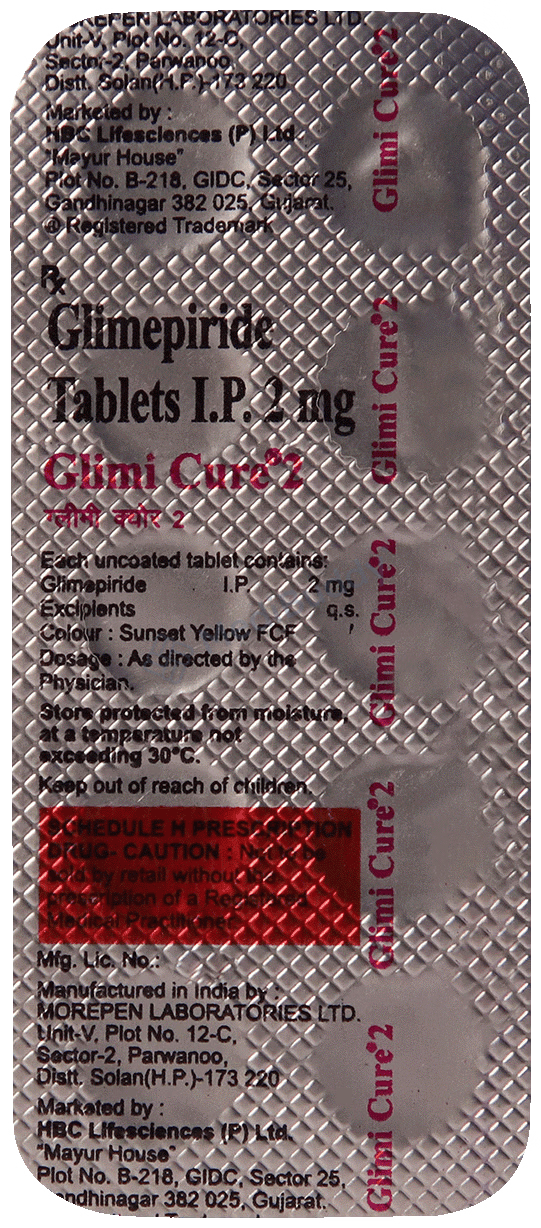 MOREPEN LABORATORIES LTD.
Unit-V, Plot No. 12-C,
Sector-2, Parwanoo,
Distt. Solan(H.P.)-173 220
Marketed by :
HBC Lifesciences (P) Ltd.
"Mayur House"
Plot No. B-218, GIDC, Sector 25,
Gandhinagar 382 025, Gujarat.
® Registered Trademark
Rx
Glimepiride
Tablets I.P. 2 mg
Glimi Cure®2
ग्लीमी क्योर 2
Each uncoated tablet contains:
Glimepiride I.P. 2 mg
Excipients q.s.
Colour : Sunset Yellow FCF
Dosage : As directed by the
Physician.
Store protected from moisture,
at a temperature not
exceeding 30°C.
Keep out of reach of children.
SCHEDULE H PRESCRIPTION
DRUG- CAUTION : Not to be
sold by retail without the
prescription of a Registered
Medical Practitioner
Mfg. Lic. No.:
Manufactured in India by :
MOREPEN LABORATORIES LTD.
Unit-V, Plot No. 12-C,
Sector-2, Parwanoo,
Distt. Solan(H.P.)-173 220
Marketed by :
HBC Lifesciences (P) Ltd.
"Mayur House"
Plot No. B-218, GIDC, Sector 25,
Gandhinagar 382 025, Gujarat.
Glimi Cure®2
Glimi Cure®2
Glimi Cure®2
Glimi Cure®2
Glimi Cure®2